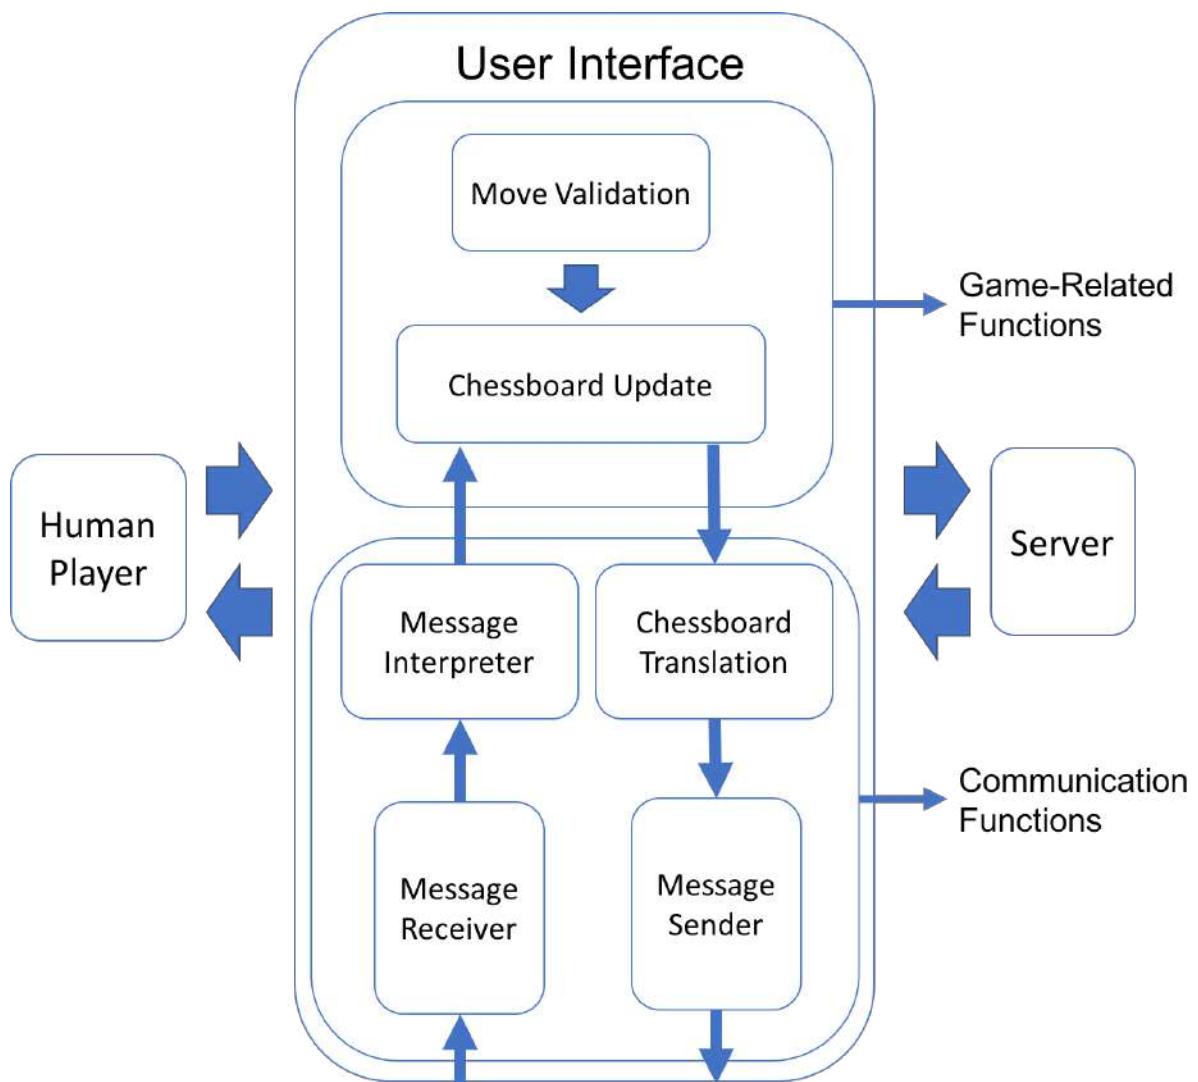 User Interface
Move Validation
Game-Related
Functions
Chessboard Update
Human
Player
Server
Message
Interpreter
Chessboard
Translation
Communication
Functions
Message
Receiver
Message
Sender